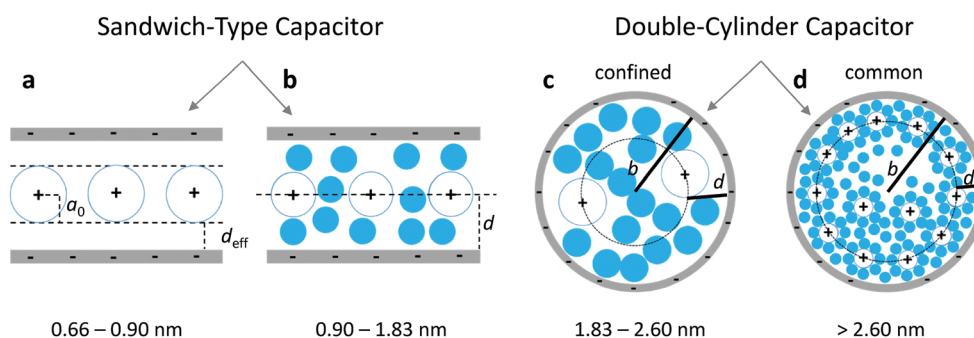 Sandwich-Type Capacitor
Double-Cylinder Capacitor
a
b
c
confined
d
common
- - - - -
- - - - -
+ + +
+ + +
a0
deff
d
b
d
b
d
- - - - -
- - - - -
0.66 – 0.90 nm
0.90 – 1.83 nm
1.83 – 2.60 nm
> 2.60 nm